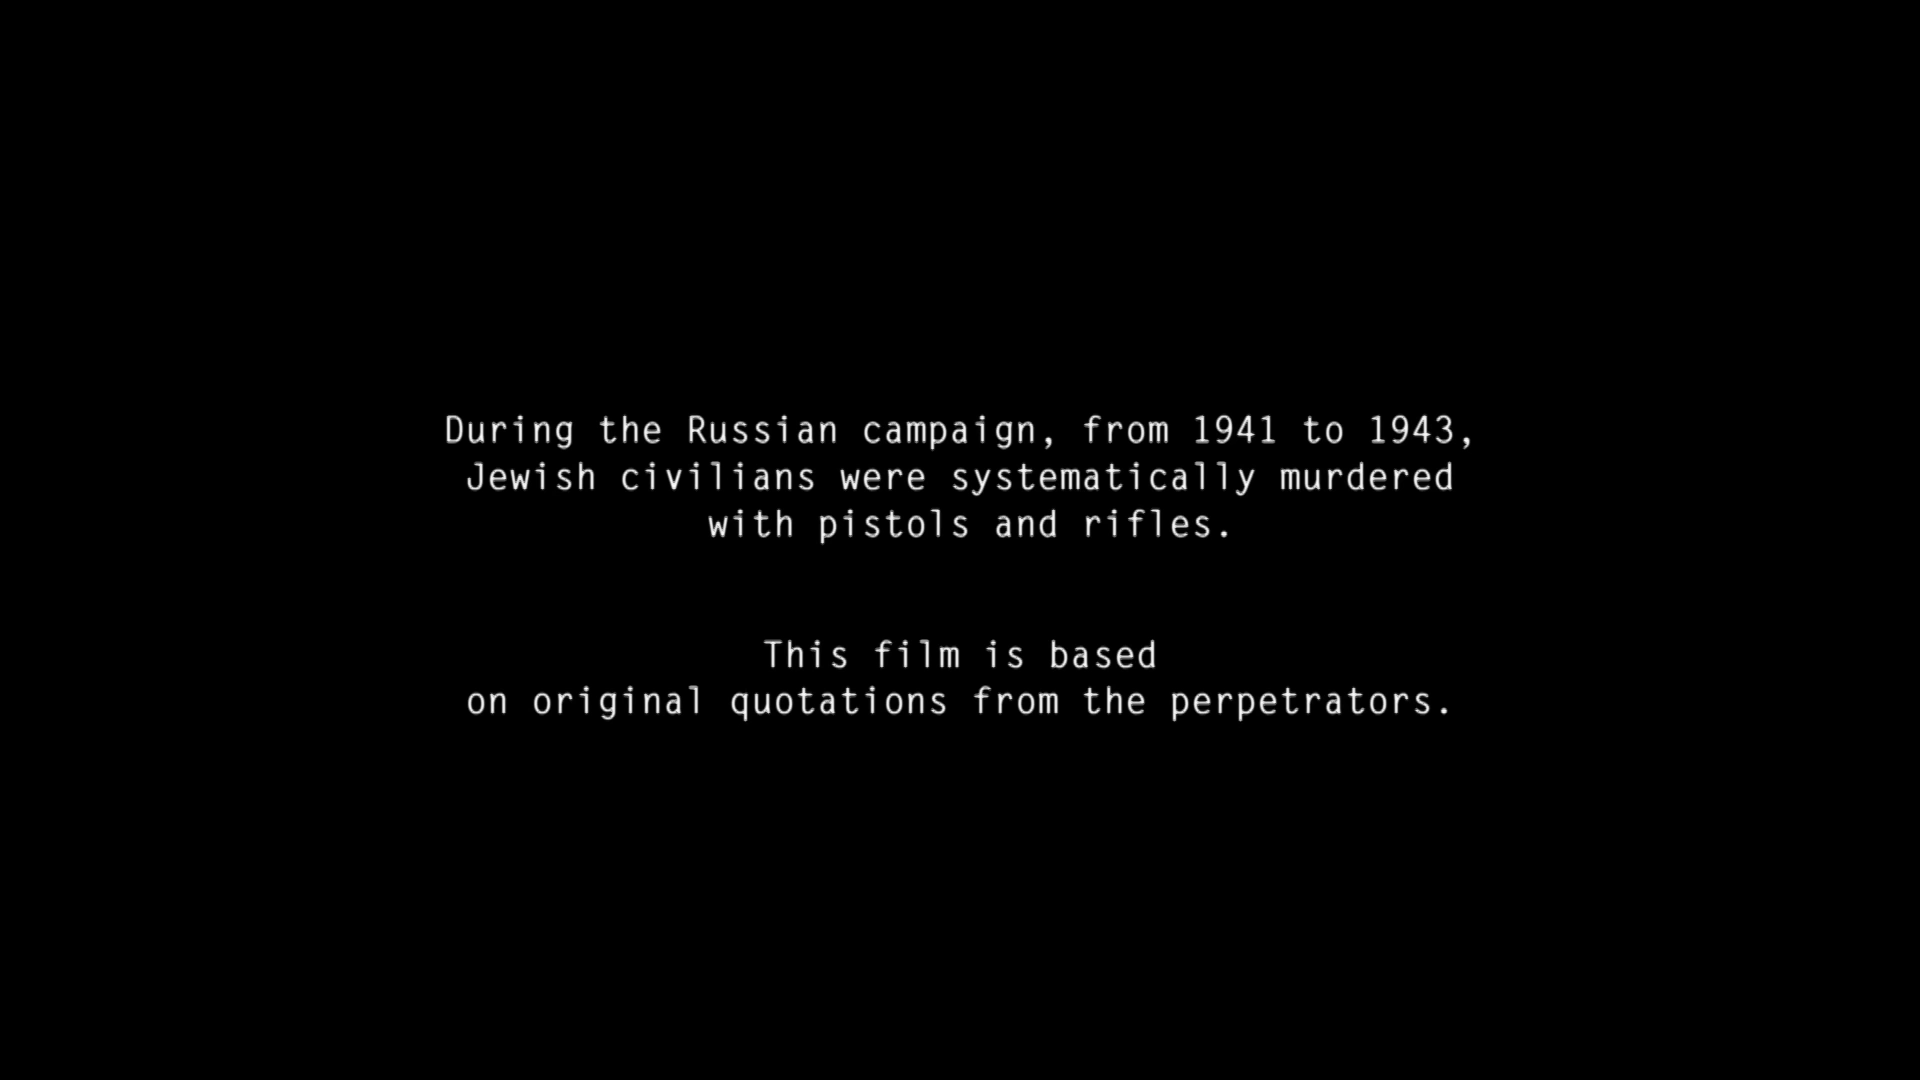 During the Russian campaign, from 1941 to 1943,
Jewish civilians were systematically murdered
with pistols and rifles.
This film is based
on original quotations from the perpetrators.